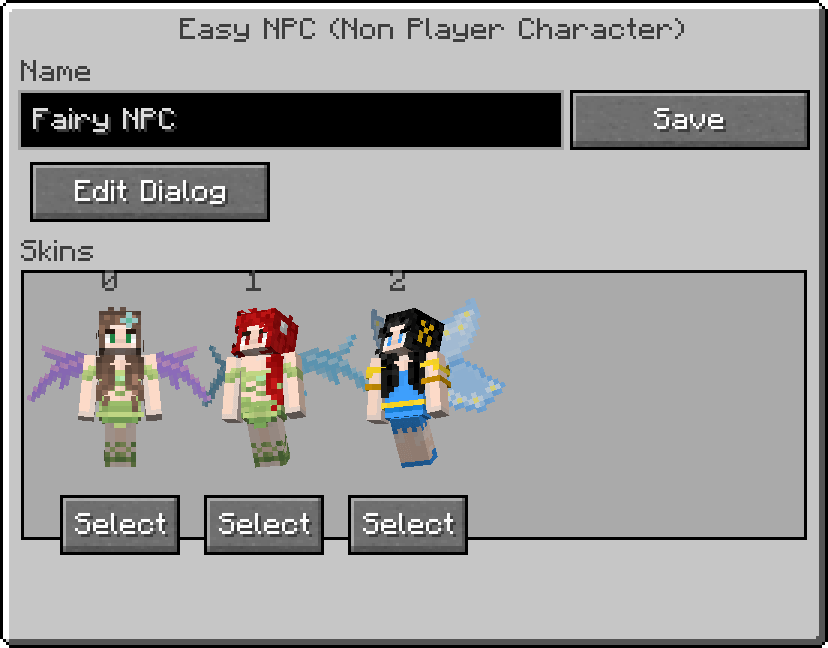 Easy NPC (Non Player Character)
Name
Fairy NPC
Save
Edit Dialog
Skins
0 1 2
Select Select Select